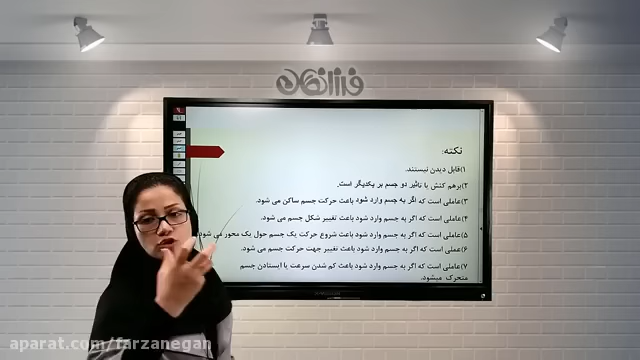 فرزانگان
نکته:
۱)قابل دیدن نیستند.
۲)برهم کنش یا تاثیر دو جسم بر یکدیگر است.
۳)عاملی است که اگر به جسم وارد شود باعث حرکت جسم ساکن می شود.
۴)عاملی است که اگر به جسم وارد شود باعث تغییر شکل جسم می شود.
۵)عاملی است که اگر به جسم وارد شود باعث شروع حرکت یک جسم حول یک محور می شود.
۶)عاملی است که اگر به جسم وارد شود باعث تغییر جهت حرکت جسم می شود.
۷)عاملی است که اگر به جسم وارد شود باعث کم شدن سرعت یا ایستادن جسم
متحرک میشود.
aparat.com/farzanegan